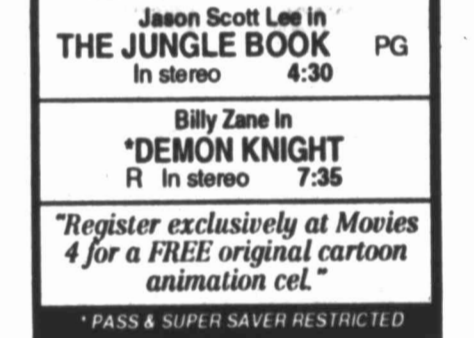 Jason Scott Lee in
THE JUNGLE BOOK PG
In stereo 4:30
Billy Zane in
*DEMON KNIGHT
R In stereo 7:35
"Register exclusively at Movies
4 for a FREE original cartoon
animation cel."
* PASS & SUPER SAVER RESTRICTED